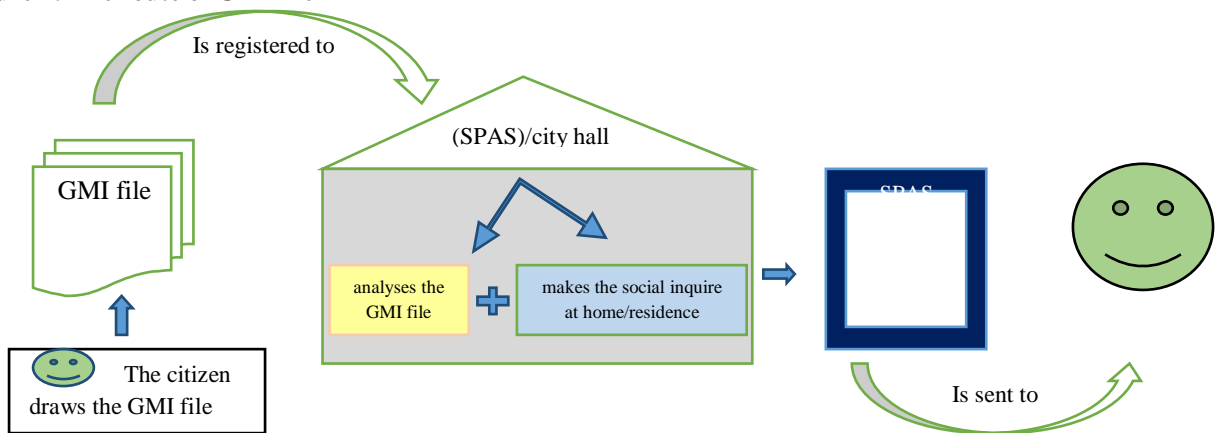 Is registered to
(SPAS)/city hall
GMI file
SPAS
analyses the
GMI file
makes the social inquire
at home/residence
The citizen
draws the GMI file
Is sent to